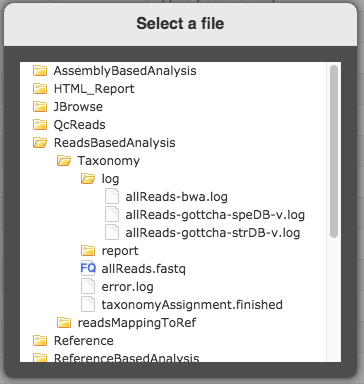 Select a file
AssemblyBasedAnalysis
HTML_Report
JBrowse
QcReads
ReadsBasedAnalysis
Taxonomy
log
allReads-bwa.log
allReads-gottcha-speDB-v.log
allReads-gottcha-strDB-v.log
report
FQ allReads.fastq
error.log
taxonomyAssignment.finished
readsMappingToRef
Reference
ReferenceBasedAnalysis